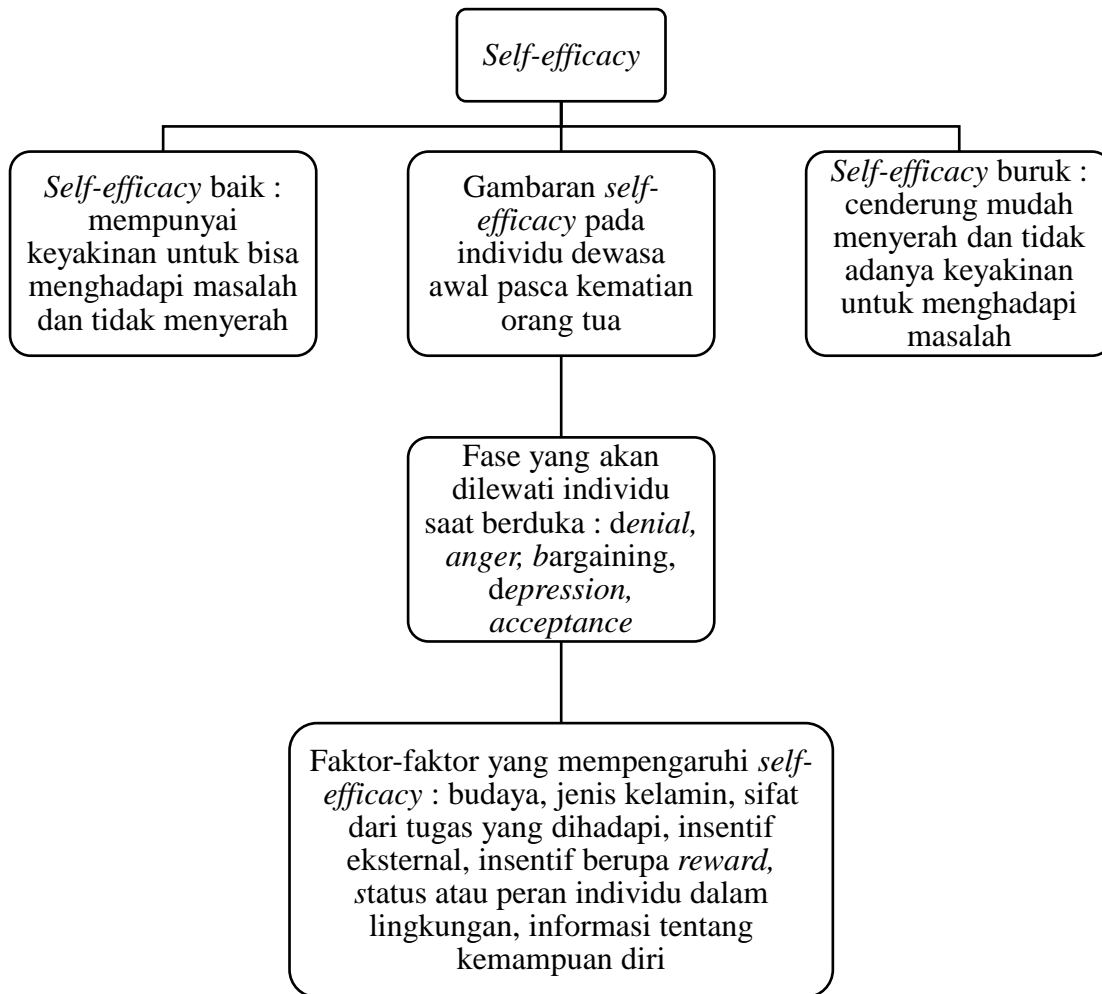 Self-efficacy
Self-efficacy baik :
mempunyai
keyakinan untuk bisa
menghadapi masalah
dan tidak menyerah
Gambaran self-
efficacy pada
individu dewasa
awal pasca kematian
orang tua
Self-efficacy buruk :
cenderung mudah
menyerah dan tidak
adanya keyakinan
untuk menghadapi
masalah
Fase yang akan
dilewati individu
saat berduka : denial,
anger, bargaining,
depression,
acceptance
Faktor-faktor yang mempengaruhi self-
efficacy : budaya, jenis kelamin, sifat
dari tugas yang dihadapi, insentif
eksternal, insentif berupa reward,
status atau peran individu dalam
lingkungan, informasi tentang
kemampuan diri